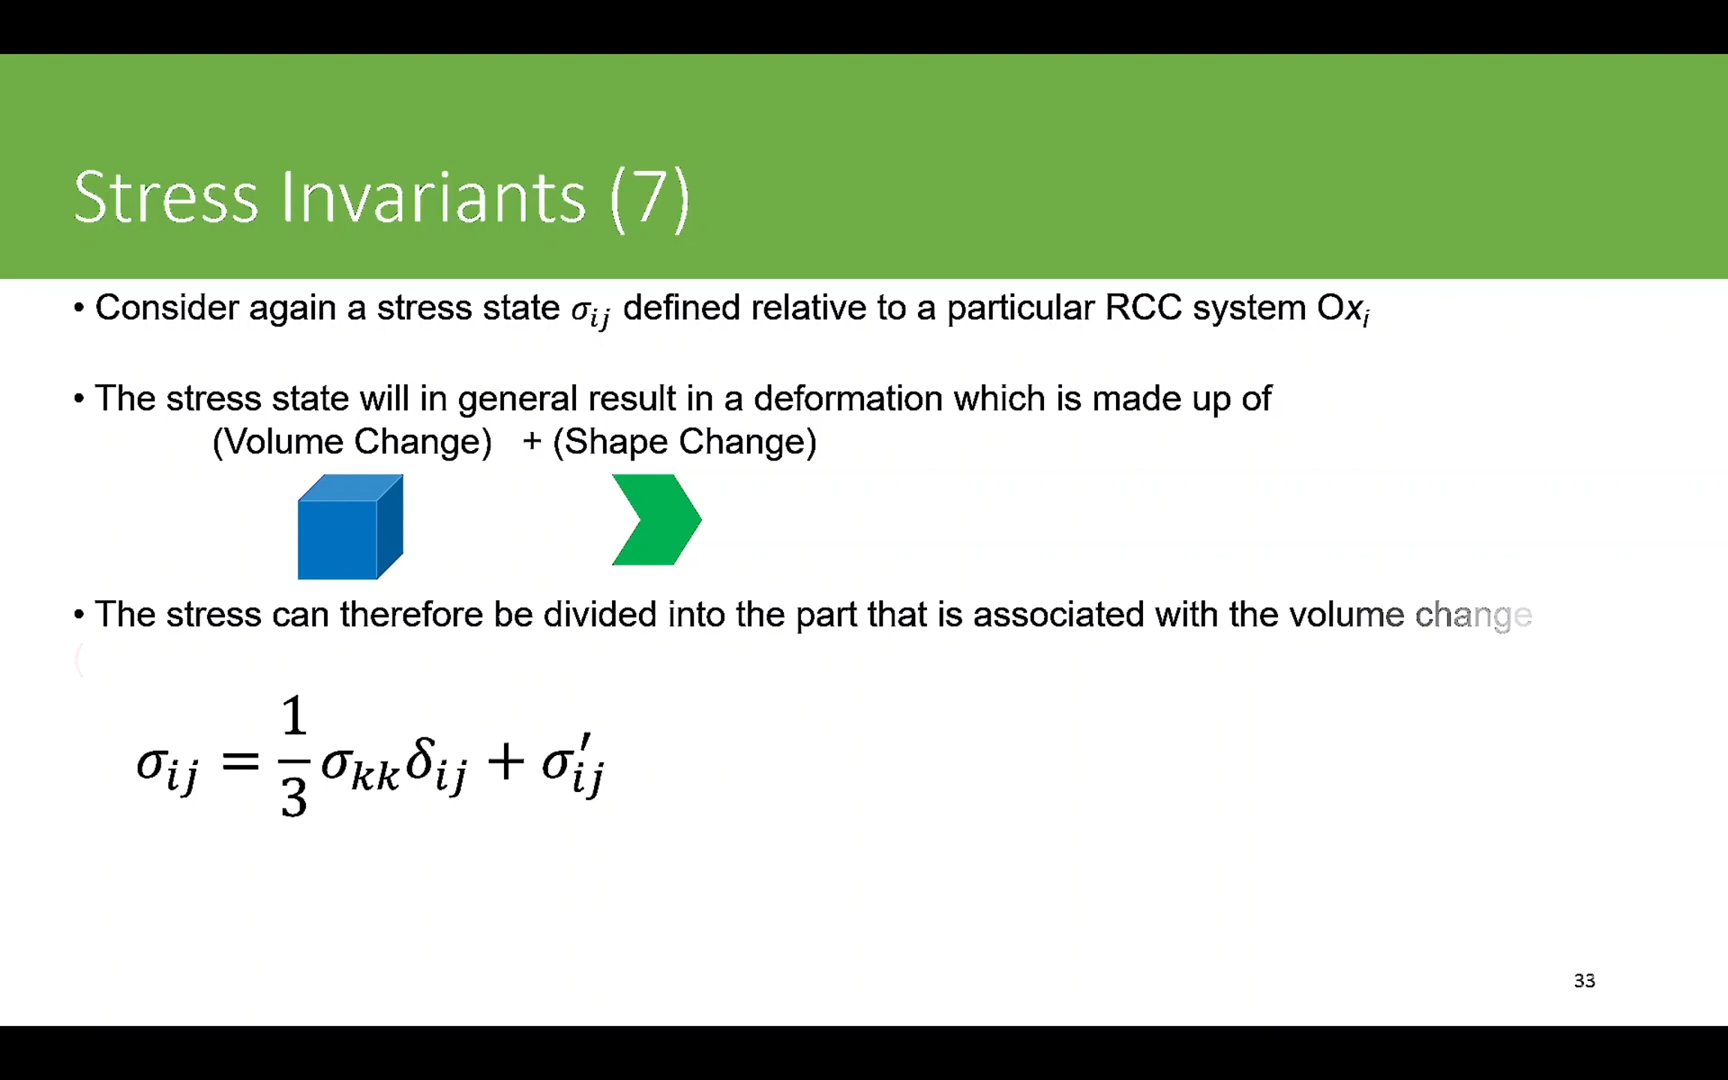 Stress Invariants (7)
• Consider again a stress state σᵢⱼ defined relative to a particular RCC system Oxᵢ
• The stress state will in general result in a deformation which is made up of
(Volume Change) + (Shape Change)
• The stress can therefore be divided into the part that is associated with the volume change
(
σᵢⱼ = 1/3 σₖₖδᵢⱼ + σ′ᵢⱼ
33